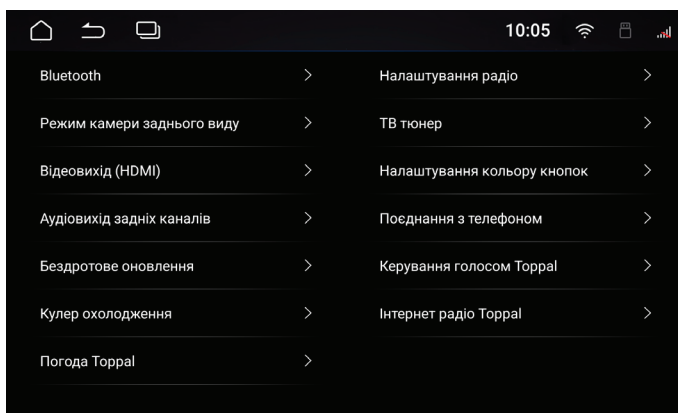 10:05
Bluetooth
Режим камери заднього виду
Відеовихід (HDMI)
Аудіовихід задніх каналів
Бездротове оновлення
Кулер охолодження
Погода Toppal
Налаштування радіо
ТВ тюнер
Налаштування кольору кнопок
Поєднання з телефоном
Керування голосом Toppal
Інтернет радіо Toppal